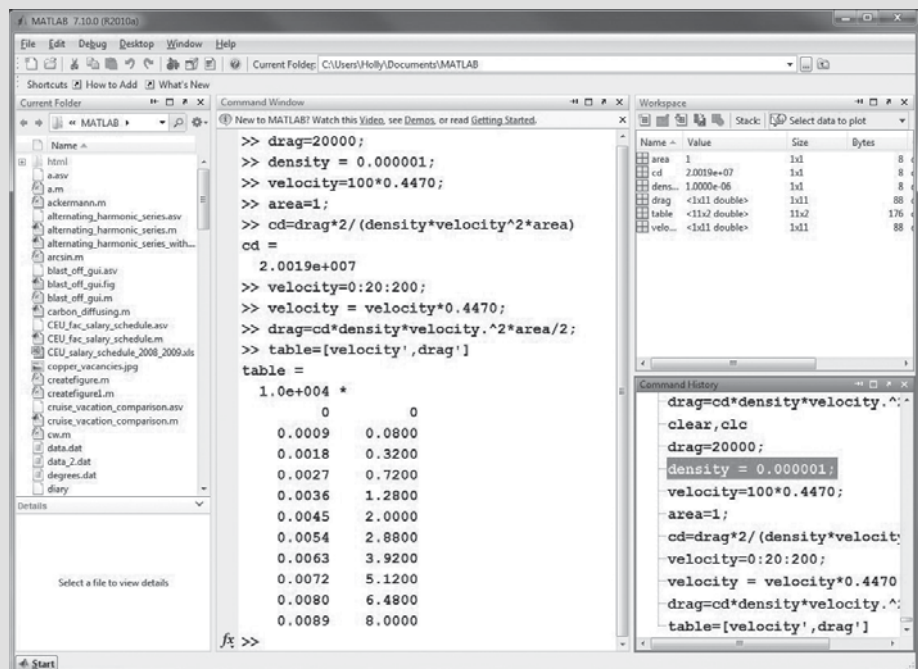 MATLAB 7.10.0 (R2010a)
File Edit Debug Desktop Window Help
Current Folder: C:\Users\Holly\Documents\MATLAB
Shortcuts How to Add What's New
Current Folder
« MATLAB
Name
html
a.asv
a.m
ackermann.m
alternating_harmonic_series.asv
alternating_harmonic_series.m
alternating_harmonic_series_with...
arcsin.m
blast_off_gui.asv
blast_off_gui.fig
blast_off_gui.m
carbon_diffusing.m
CEU_fac_salary_schedule.asv
CEU_fac_salary_schedule.m
CEU_salary_schedule_2008_2009.xls
copper_vacancies.jpg
createfigure.m
createfigure1.m
cruise_vacation_comparison.asv
cruise_vacation_comparison.m
cw.m
data.dat
data_2.dat
degrees.dat
diary
Details
Select a file to view details
Start
Command Window
New to MATLAB? Watch this Video, see Demos, or read Getting Started.
>> drag=20000;
>> density = 0.000001;
>> velocity=100*0.4470;
>> area=1;
>> cd=drag*2/(density*velocity^2*area)
cd =
2.0019e+007
>> velocity=0:20:200;
>> velocity = velocity*0.4470;
>> drag=cd*density*velocity.^2*area/2;
>> table=[velocity',drag']
table =
1.0e+004 *
0 0
0.0009 0.0800
0.0018 0.3200
0.0027 0.7200
0.0036 1.2800
0.0045 2.0000
0.0054 2.8800
0.0063 3.9200
0.0072 5.1200
0.0080 6.4800
0.0089 8.0000
fx >>
Workspace
Stack: Select data to plot
Name Value Size Bytes
area 1 1x1 8
cd 2.0019e+07 1x1 8
dens... 1.0000e-06 1x1 8
drag <1x11 double> 1x11 88
table <11x2 double> 11x2 176
velo... <1x11 double> 1x11 88
Command History
drag=cd*density*velocity.^
clear,clc
drag=20000;
density = 0.000001;
velocity=100*0.4470;
area=1;
cd=drag*2/(density*velocity
velocity=0:20:200;
velocity = velocity*0.4470
drag=cd*density*velocity.^
table=[velocity',drag']